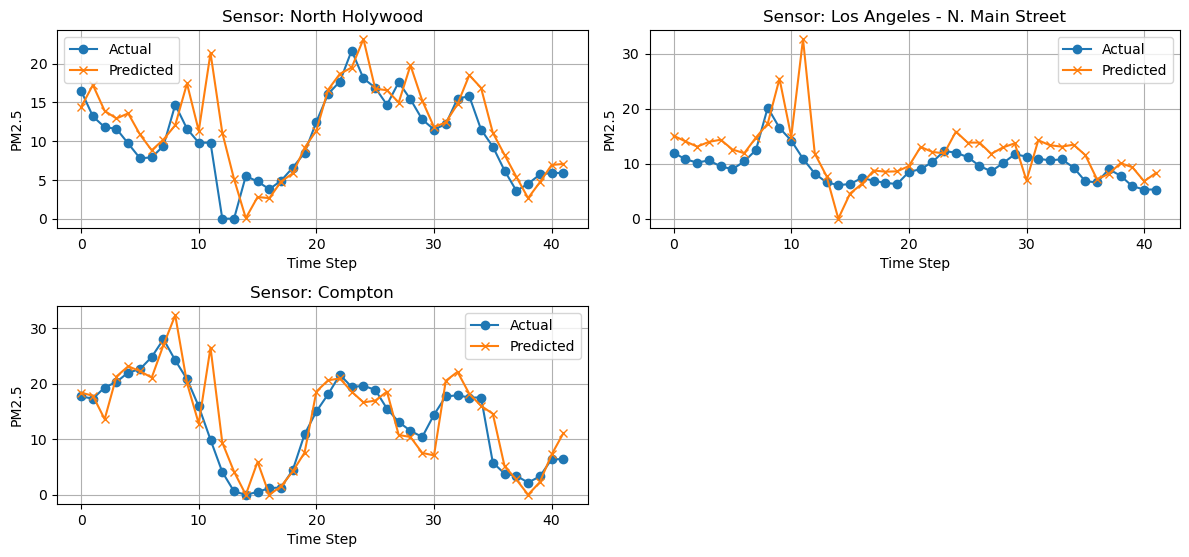 Sensor: North Holywood
Actual
Predicted
PM2.5
20
15
10
5
0
0 10 20 30 40
Time Step
Sensor: Los Angeles - N. Main Street
Actual
Predicted
PM2.5
30
20
10
0
0 10 20 30 40
Time Step
Sensor: Compton
Actual
Predicted
PM2.5
30
20
10
0
0 10 20 30 40
Time Step